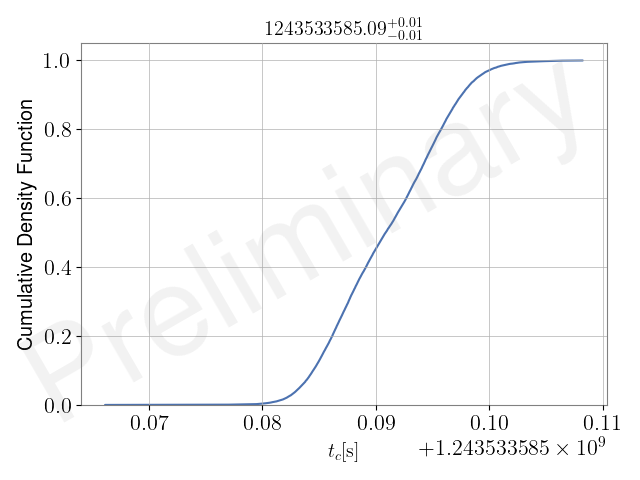 1243533585.09^{+0.01}_{-0.01}
Cumulative Density Function
1.0
0.8
0.6
0.4
0.2
0.0
Preliminary
0.07 0.08 0.09 0.10 0.11
t_c[s]
+1.243533585 × 10^9